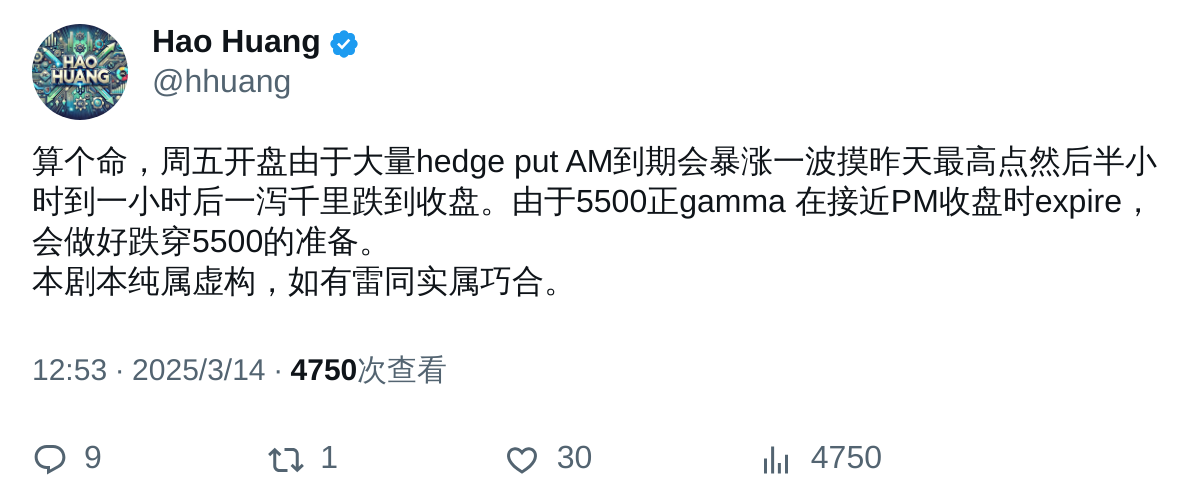 HAO
HUANG
Hao Huang
@hhuang
算个命，周五开盘由于大量hedge put AM到期会暴涨一波摸昨天最高点然后半小
时到一小时后一泻千里跌到收盘。由于5500正gamma 在接近PM收盘时expire，
会做好跌穿5500的准备。
本剧本纯属虚构，如有雷同实属巧合。
12:53 · 2025/3/14 · 4750次查看
9 1 30 4750